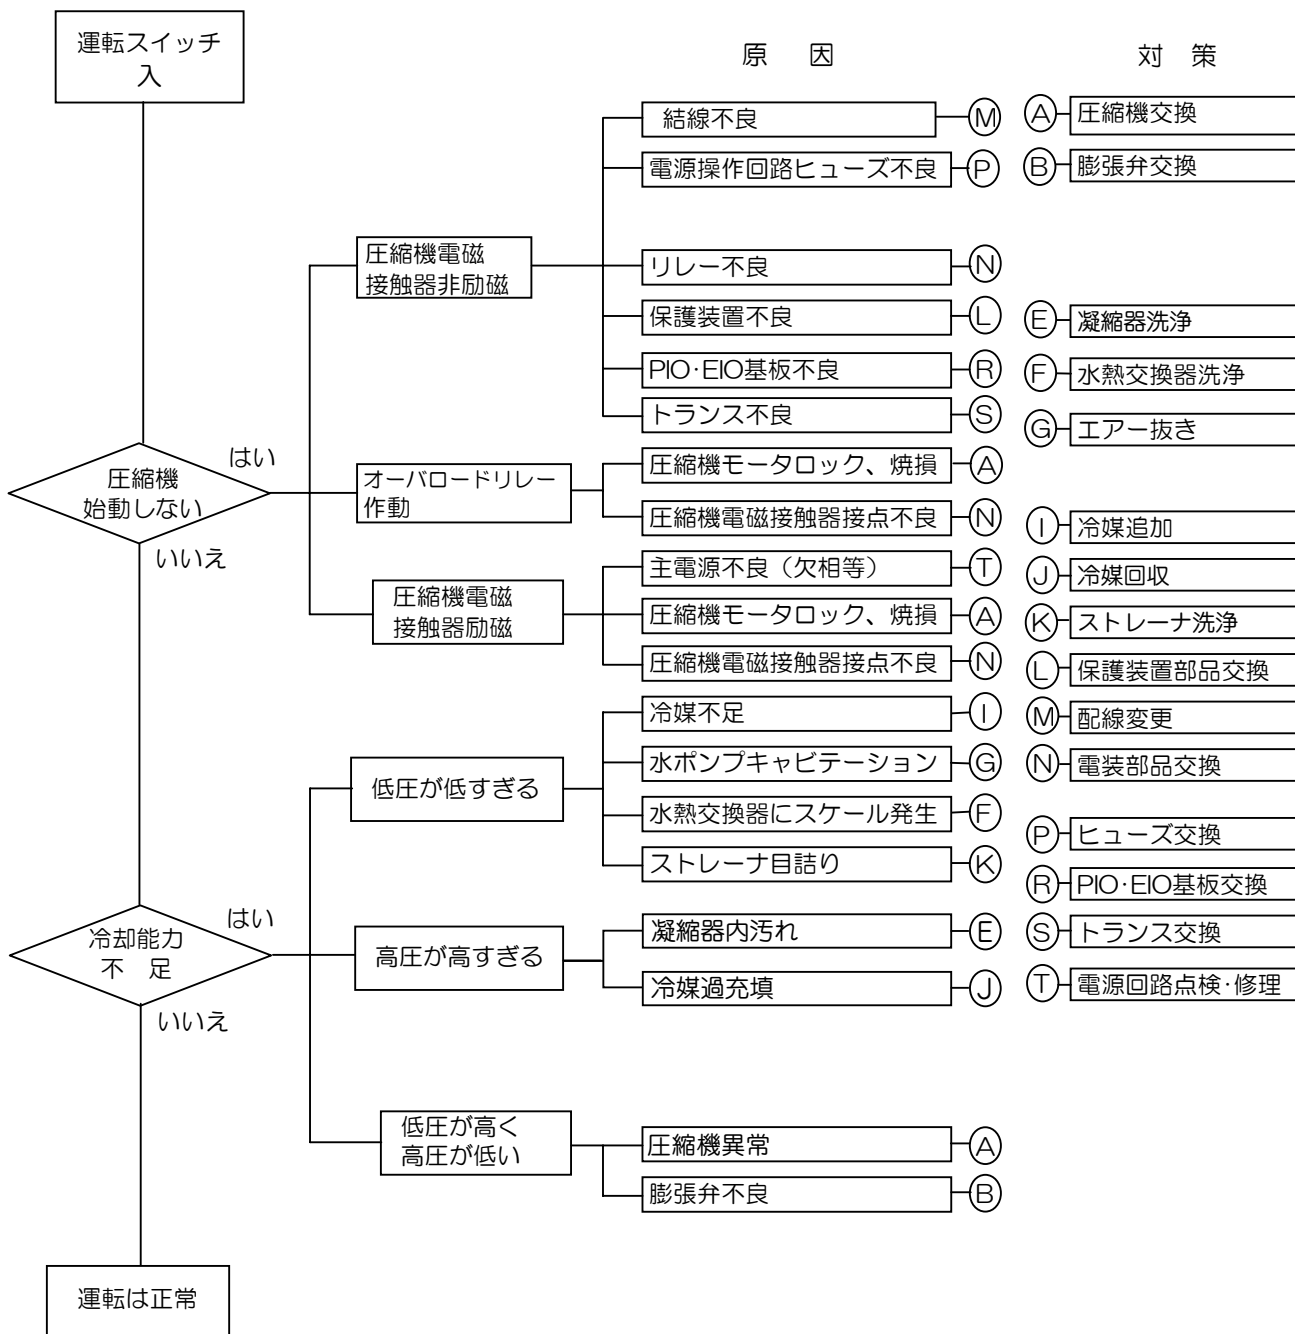 運転スイッチ
入
原　因
対　策
結線不良 M
電源操作回路ヒューズ不良 P
圧縮機電磁
接触器非励磁
リレー不良 N
保護装置不良 L
PIO·EIO基板不良 R
トランス不良 S
圧縮機
始動しない
はい
いいえ
オーバロードリレー
作動
圧縮機モータロック、焼損 A
圧縮機電磁接触器接点不良 N
圧縮機電磁
接触器励磁
主電源不良（欠相等） T
圧縮機モータロック、焼損 A
圧縮機電磁接触器接点不良 N
低圧が低すぎる
冷媒不足 I
水ポンプキャビテーション G
水熱交換器にスケール発生 F
ストレーナ目詰り K
冷却能力
不　足
はい
いいえ
高圧が高すぎる
凝縮器内汚れ E
冷媒過充填 J
低圧が高く
高圧が低い
圧縮機異常 A
膨張弁不良 B
運転は正常
A 圧縮機交換
B 膨張弁交換
E 凝縮器洗浄
F 水熱交換器洗浄
G エアー抜き
I 冷媒追加
J 冷媒回収
K ストレーナ洗浄
L 保護装置部品交換
M 配線変更
N 電装部品交換
P ヒューズ交換
R PIO·EIO基板交換
S トランス交換
T 電源回路点検·修理